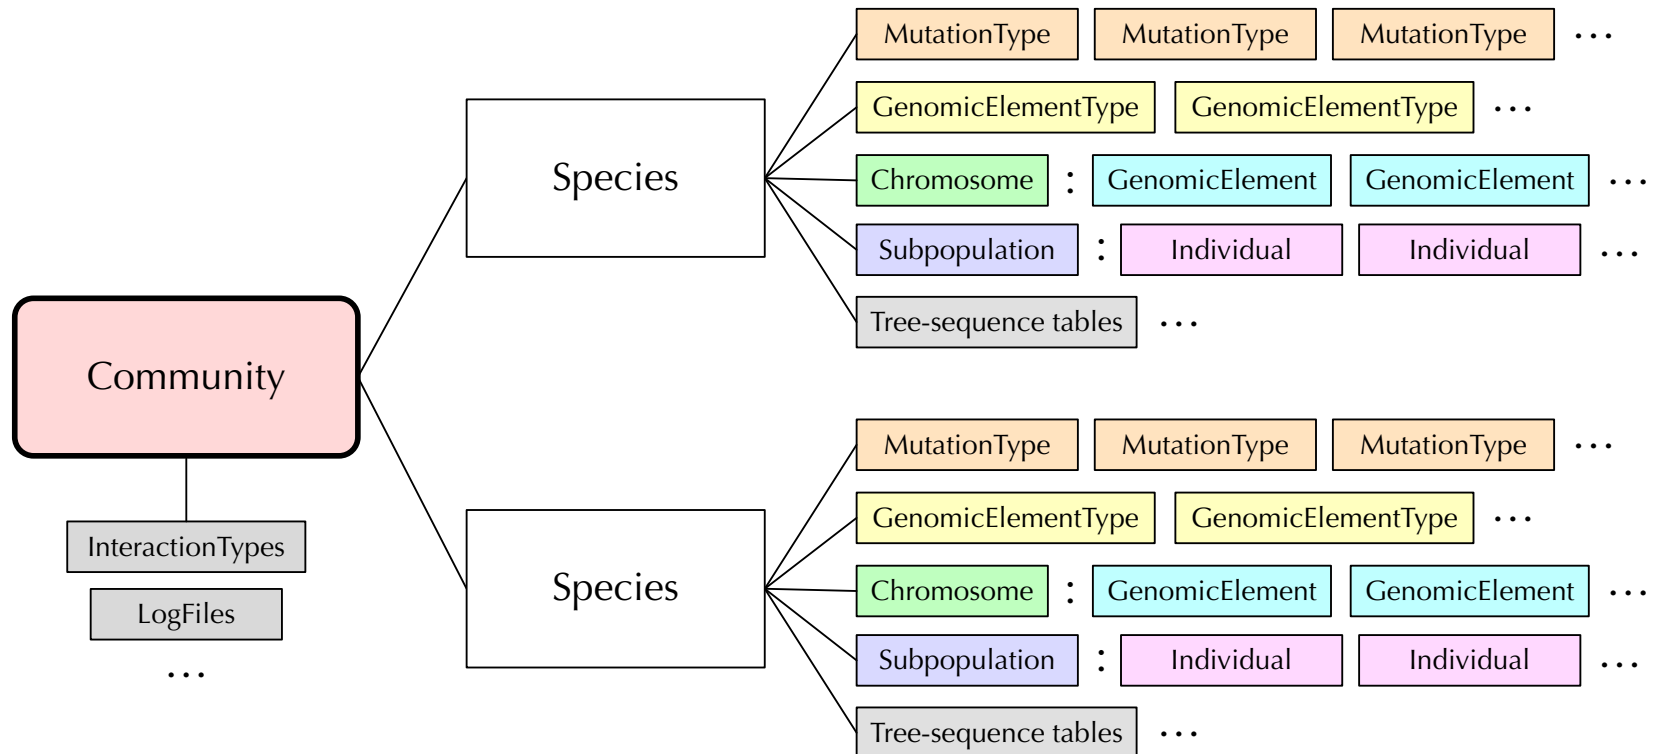 MutationType MutationType MutationType ...
GenomicElementType GenomicElementType ...
Species
Chromosome : GenomicElement GenomicElement ...
Subpopulation : Individual Individual ...
Tree-sequence tables ...
Community
InteractionTypes
LogFiles
...
MutationType MutationType MutationType ...
GenomicElementType GenomicElementType ...
Species
Chromosome : GenomicElement GenomicElement ...
Subpopulation : Individual Individual ...
Tree-sequence tables ...